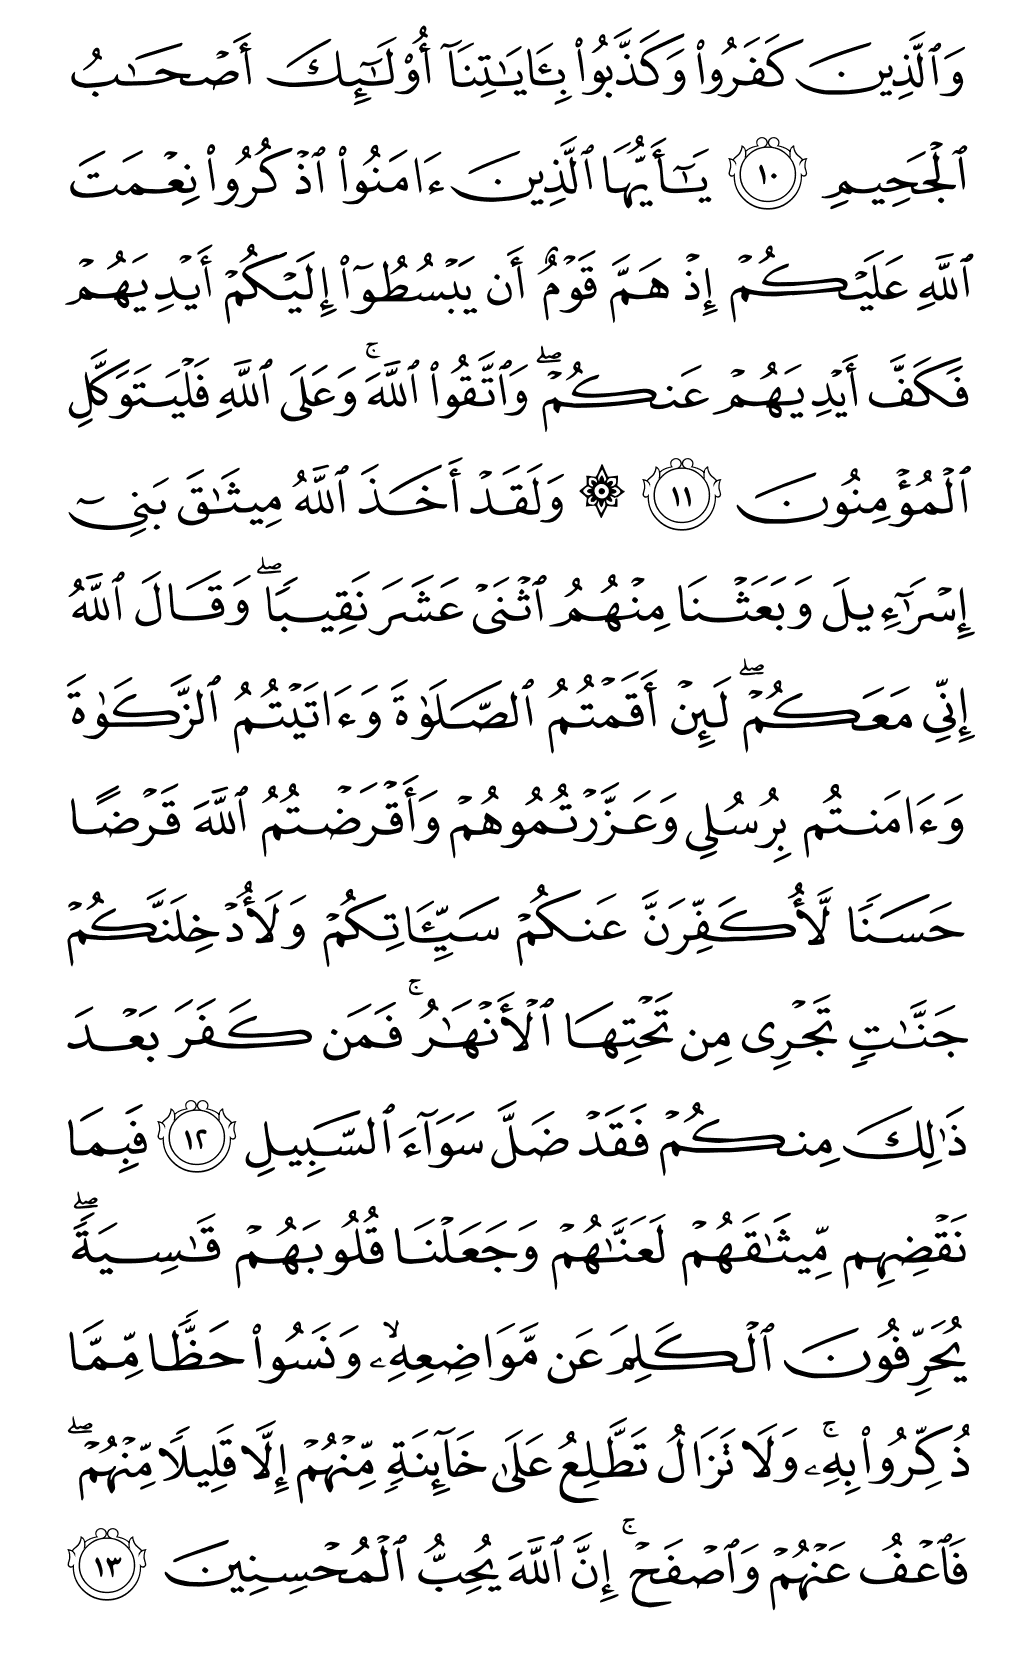 وَٱلَّذِينَ كَفَرُوا۟ وَكَذَّبُوا۟ بِـَٔايَـٰتِنَآ أُو۟لَـٰٓئِكَ أَصْحَـٰبُ
ٱلْجَحِيمِ ١٠ يَـٰٓأَيُّهَا ٱلَّذِينَ ءَامَنُوا۟ ٱذْكُرُوا۟ نِعْمَتَ
ٱللَّهِ عَلَيْكُمْ إِذْ هَمَّ قَوْمٌ أَن يَبْسُطُوٓا۟ إِلَيْكُمْ أَيْدِيَهُمْ
فَكَفَّ أَيْدِيَهُمْ عَنكُمْ ۖ وَٱتَّقُوا۟ ٱللَّهَ ۚ وَعَلَى ٱللَّهِ فَلْيَتَوَكَّلِ
ٱلْمُؤْمِنُونَ ١١ ۞ وَلَقَدْ أَخَذَ ٱللَّهُ مِيثَـٰقَ بَنِىٓ
إِسْرَٰٓءِيلَ وَبَعَثْنَا مِنْهُمُ ٱثْنَىْ عَشَرَ نَقِيبًا ۖ وَقَالَ ٱللَّهُ
إِنِّى مَعَكُمْ ۖ لَئِنْ أَقَمْتُمُ ٱلصَّلَوٰةَ وَءَاتَيْتُمُ ٱلزَّكَوٰةَ
وَءَامَنتُم بِرُسُلِى وَعَزَّرْتُمُوهُمْ وَأَقْرَضْتُمُ ٱللَّهَ قَرْضًا
حَسَنًا لَّأُكَفِّرَنَّ عَنكُمْ سَيِّـَٔاتِكُمْ وَلَأُدْخِلَنَّكُمْ
جَنَّـٰتٍ تَجْرِى مِن تَحْتِهَا ٱلْأَنْهَـٰرُ ۚ فَمَن كَفَرَ بَعْدَ
ذَٰلِكَ مِنكُمْ فَقَدْ ضَلَّ سَوَآءَ ٱلسَّبِيلِ ١٢ فَبِمَا
نَقْضِهِم مِّيثَـٰقَهُمْ لَعَنَّـٰهُمْ وَجَعَلْنَا قُلُوبَهُمْ قَـٰسِيَةً ۖ
يُحَرِّفُونَ ٱلْكَلِمَ عَن مَّوَاضِعِهِۦ ۙ وَنَسُوا۟ حَظًّا مِّمَّا
ذُكِّرُوا۟ بِهِۦ ۚ وَلَا تَزَالُ تَطَّلِعُ عَلَىٰ خَآئِنَةٍ مِّنْهُمْ إِلَّا قَلِيلًا مِّنْهُمْ ۖ
فَٱعْفُ عَنْهُمْ وَٱصْفَحْ ۚ إِنَّ ٱللَّهَ يُحِبُّ ٱلْمُحْسِنِينَ ١٣